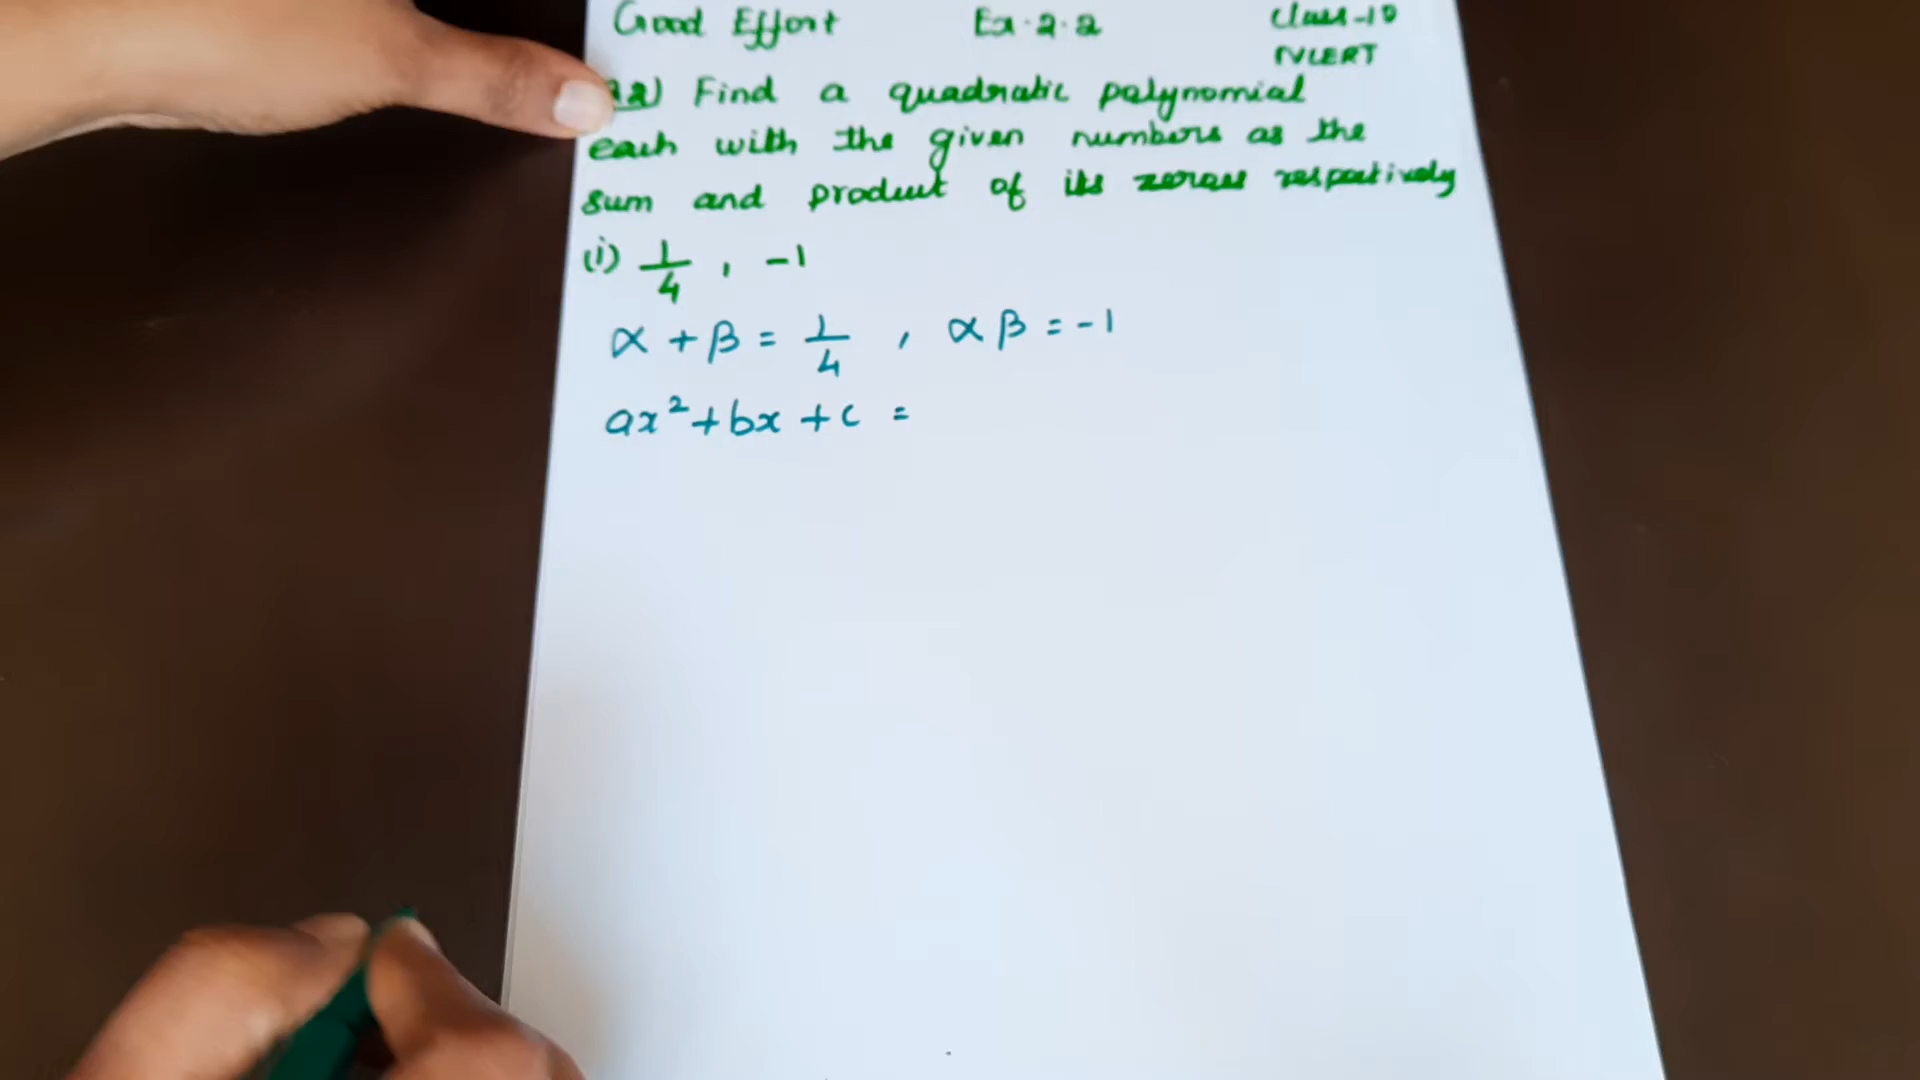 Good Effort Ex·2·2 Class-10
NCERT
2) Find a quadratic polynomial
each with the given numbers as the
sum and product of its zeroes respectively
(i) 1/4 , -1
α + β = 1/4 , αβ = -1
ax² + bx + c =